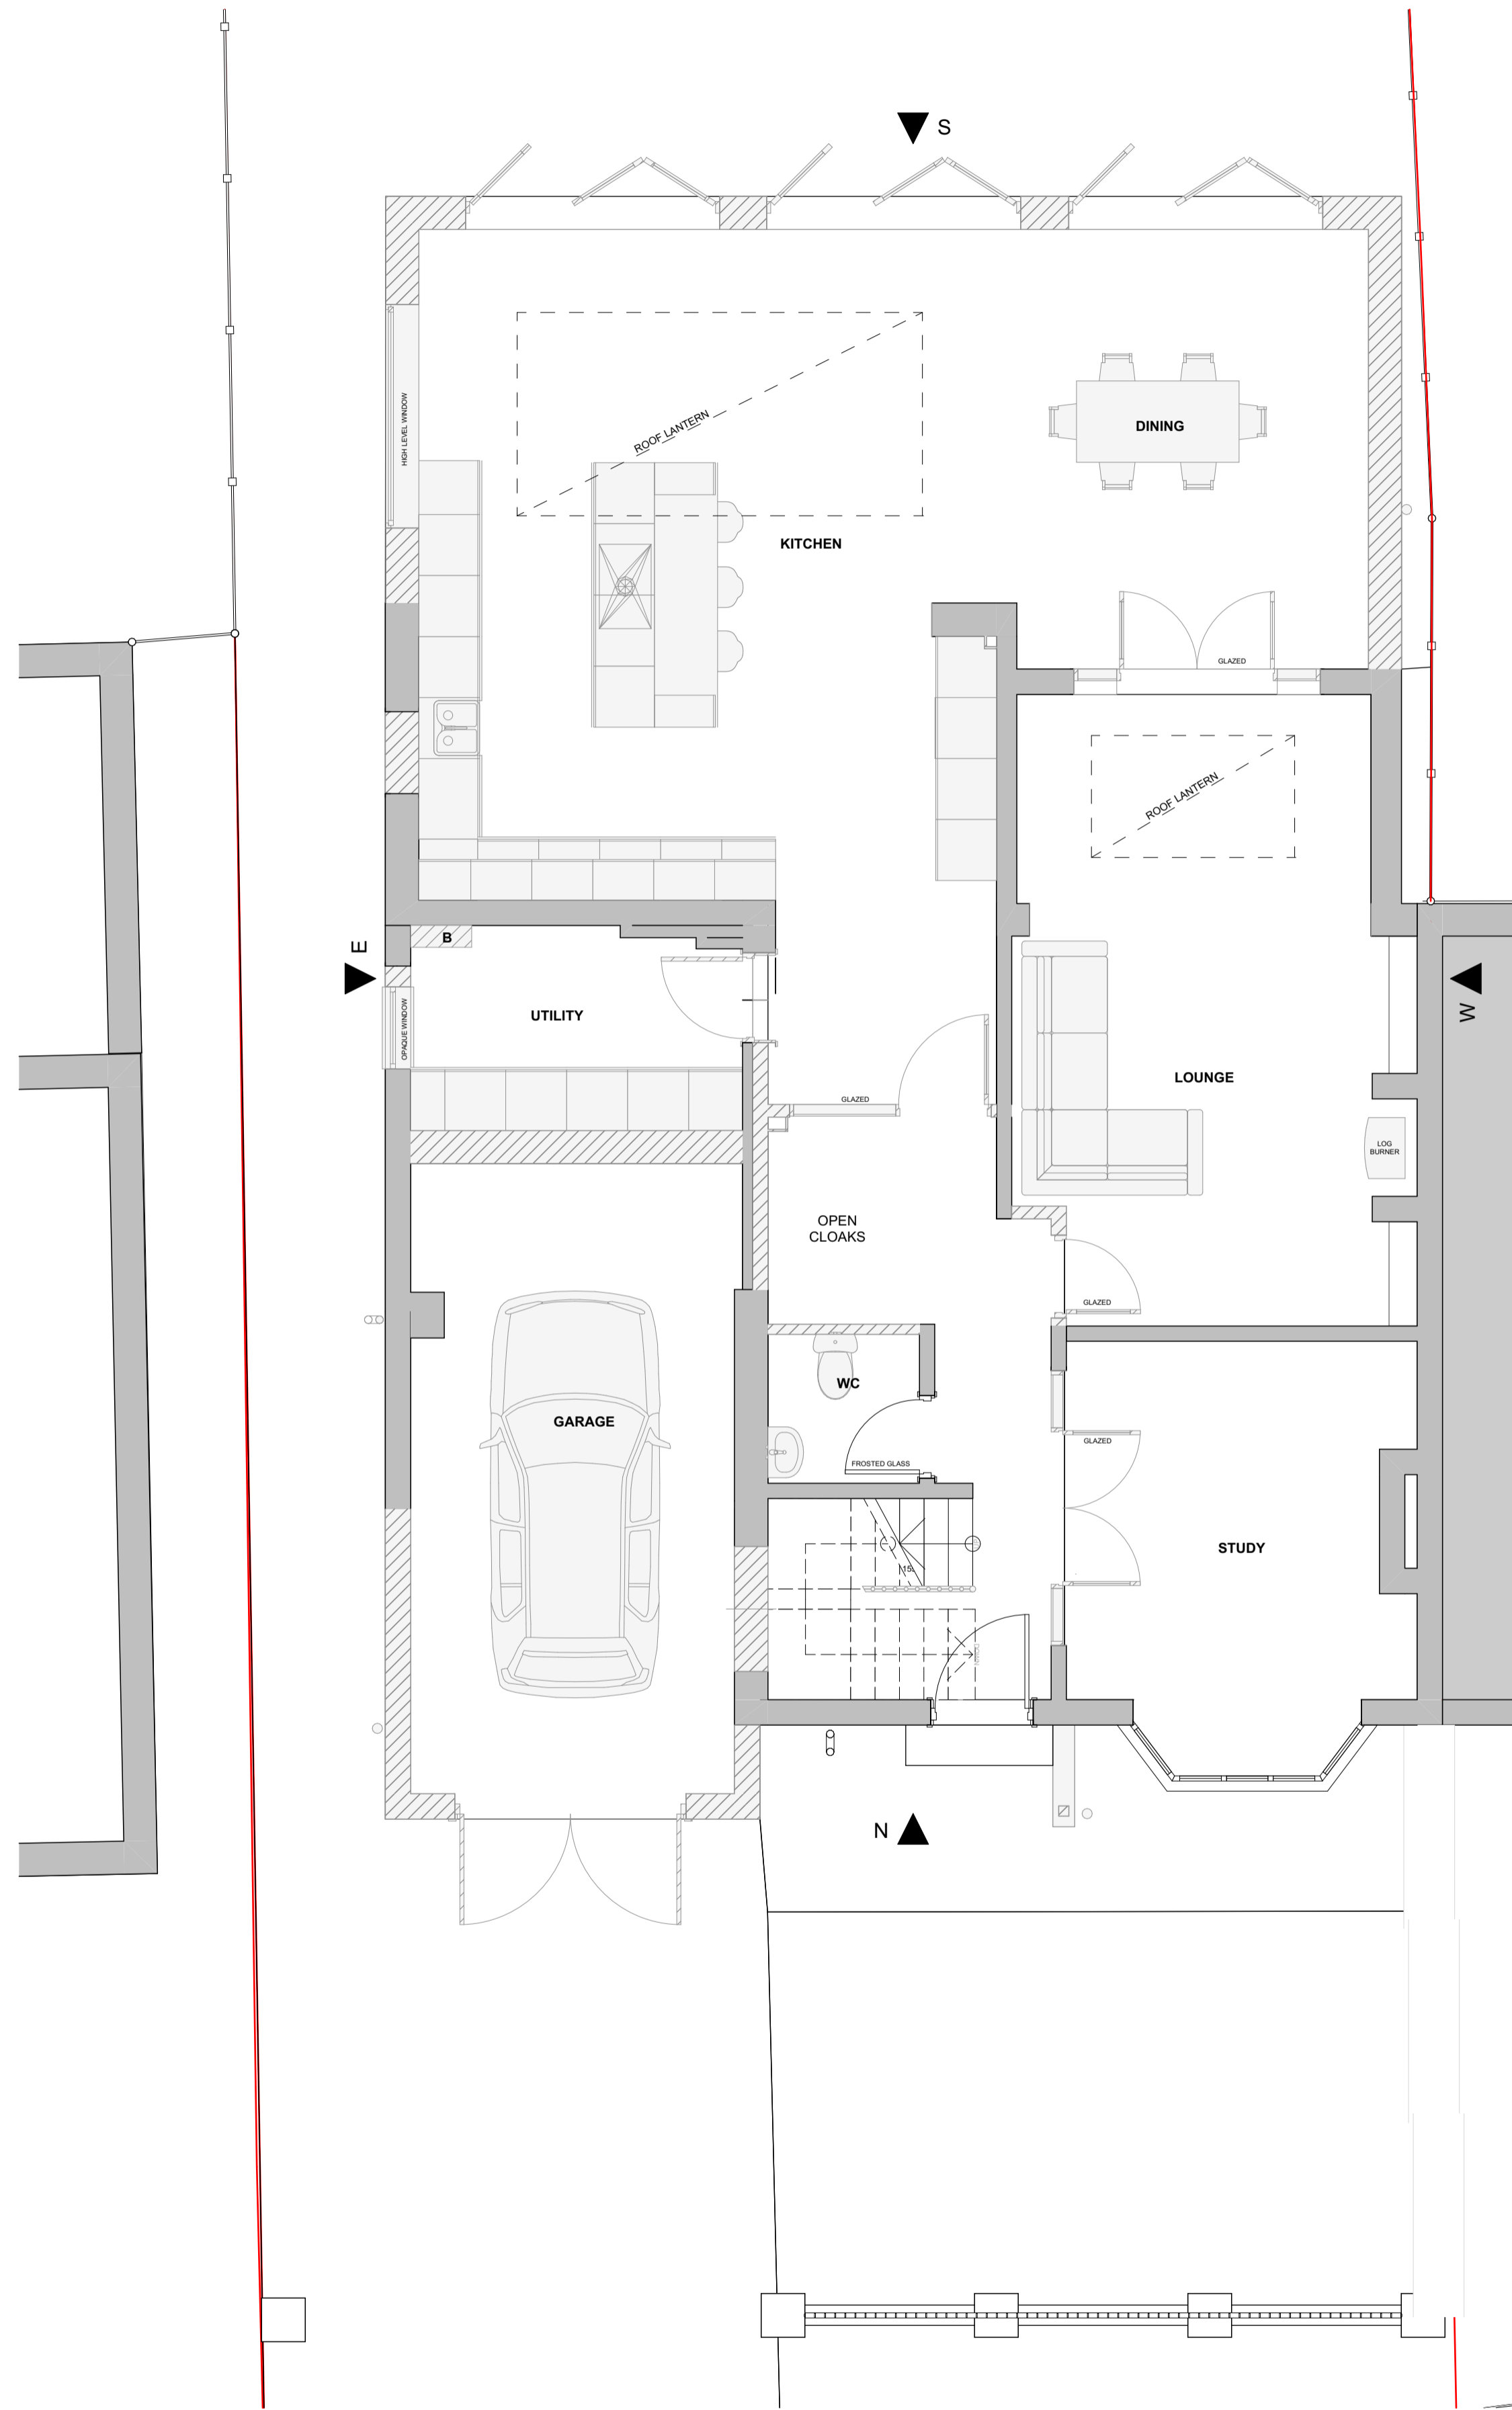 S
HIGH LEVEL WINDOW
ROOF LANTERN
DINING
KITCHEN
GLAZED
ROOF LANTERN
B
E
UTILITY
OPAQUE WINDOW
W
LOUNGE
GLAZED
LOG
BURNER
OPEN
CLOAKS
GLAZED
WC
GARAGE
GLAZED
FROSTED GLASS
STUDY
15
N